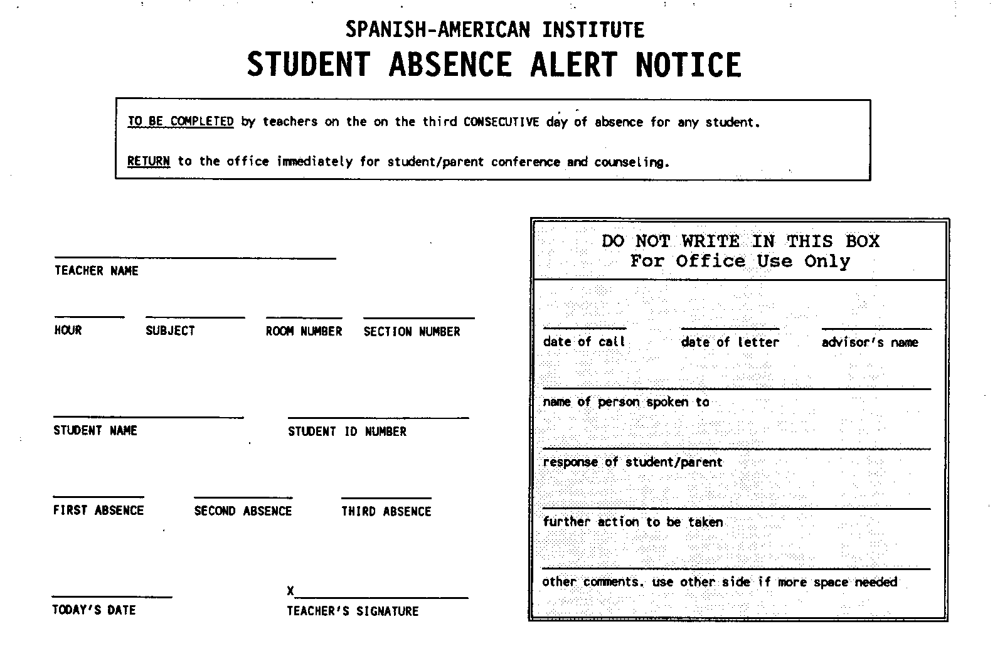 SPANISH-AMERICAN INSTITUTE
STUDENT ABSENCE ALERT NOTICE
TO BE COMPLETED by teachers on the on the third CONSECUTIVE day of absence for any student.
RETURN to the office immediately for student/parent conference and counseling.
TEACHER NAME
HOUR SUBJECT ROOM NUMBER SECTION NUMBER
STUDENT NAME STUDENT ID NUMBER
FIRST ABSENCE SECOND ABSENCE THIRD ABSENCE
X
TODAY'S DATE TEACHER'S SIGNATURE
DO NOT WRITE IN THIS BOX
For Office Use Only
date of call date of letter advisor's name
name of person spoken to
response of student/parent
further action to be taken
other comments. use other side if more space needed